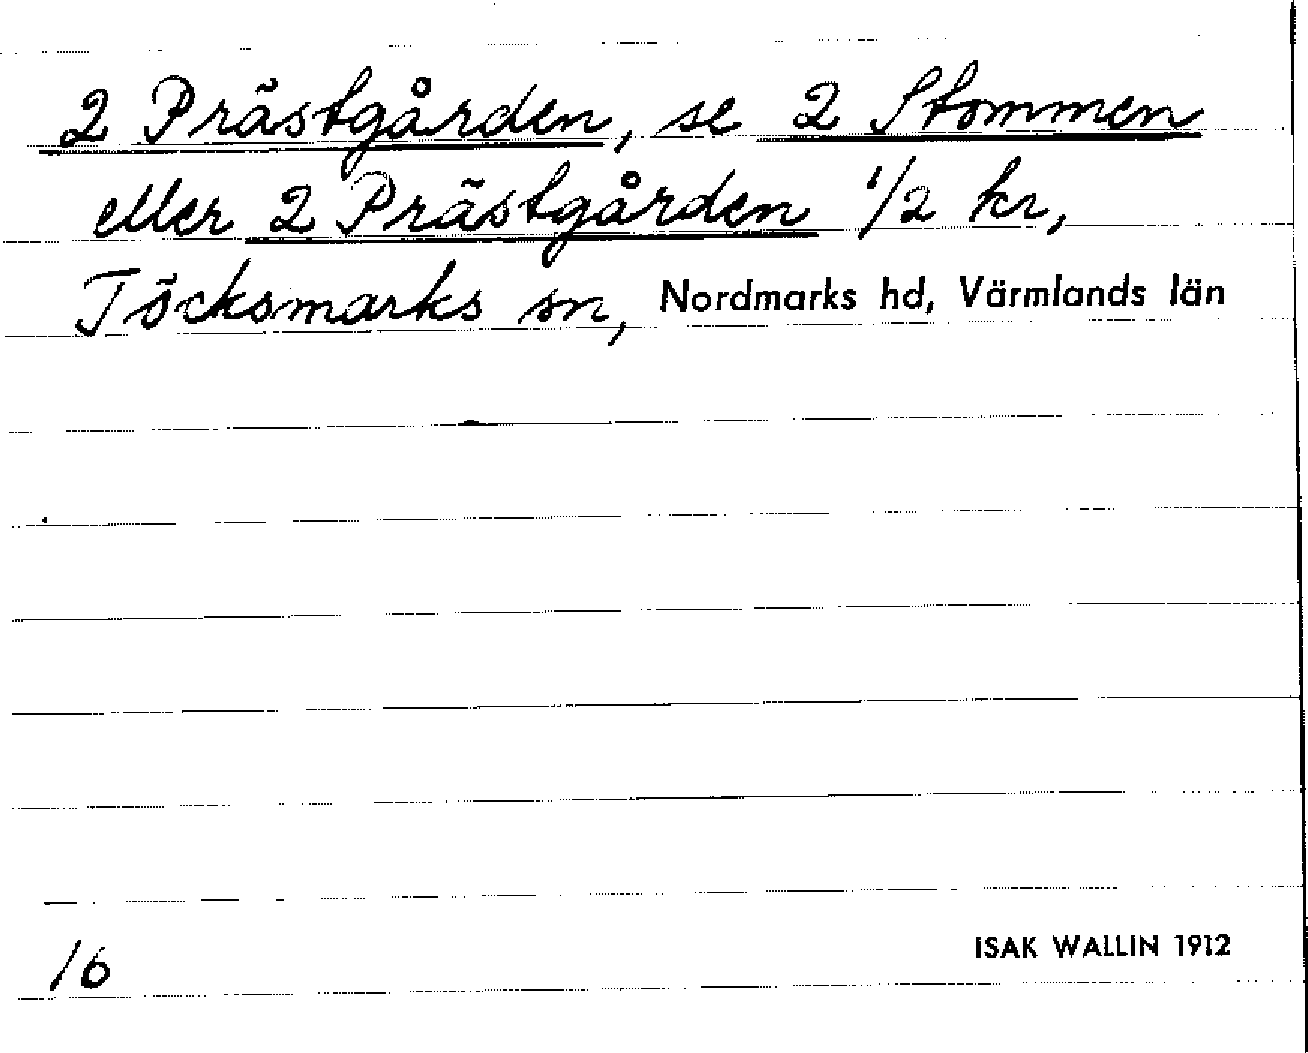 2 Prästgården, se 2 Stommen
eller 2 Prästgården 1/2 kr,
Töcksmarks sn, Nordmarks hd, Värmlands län
16
ISAK WALLIN 1912